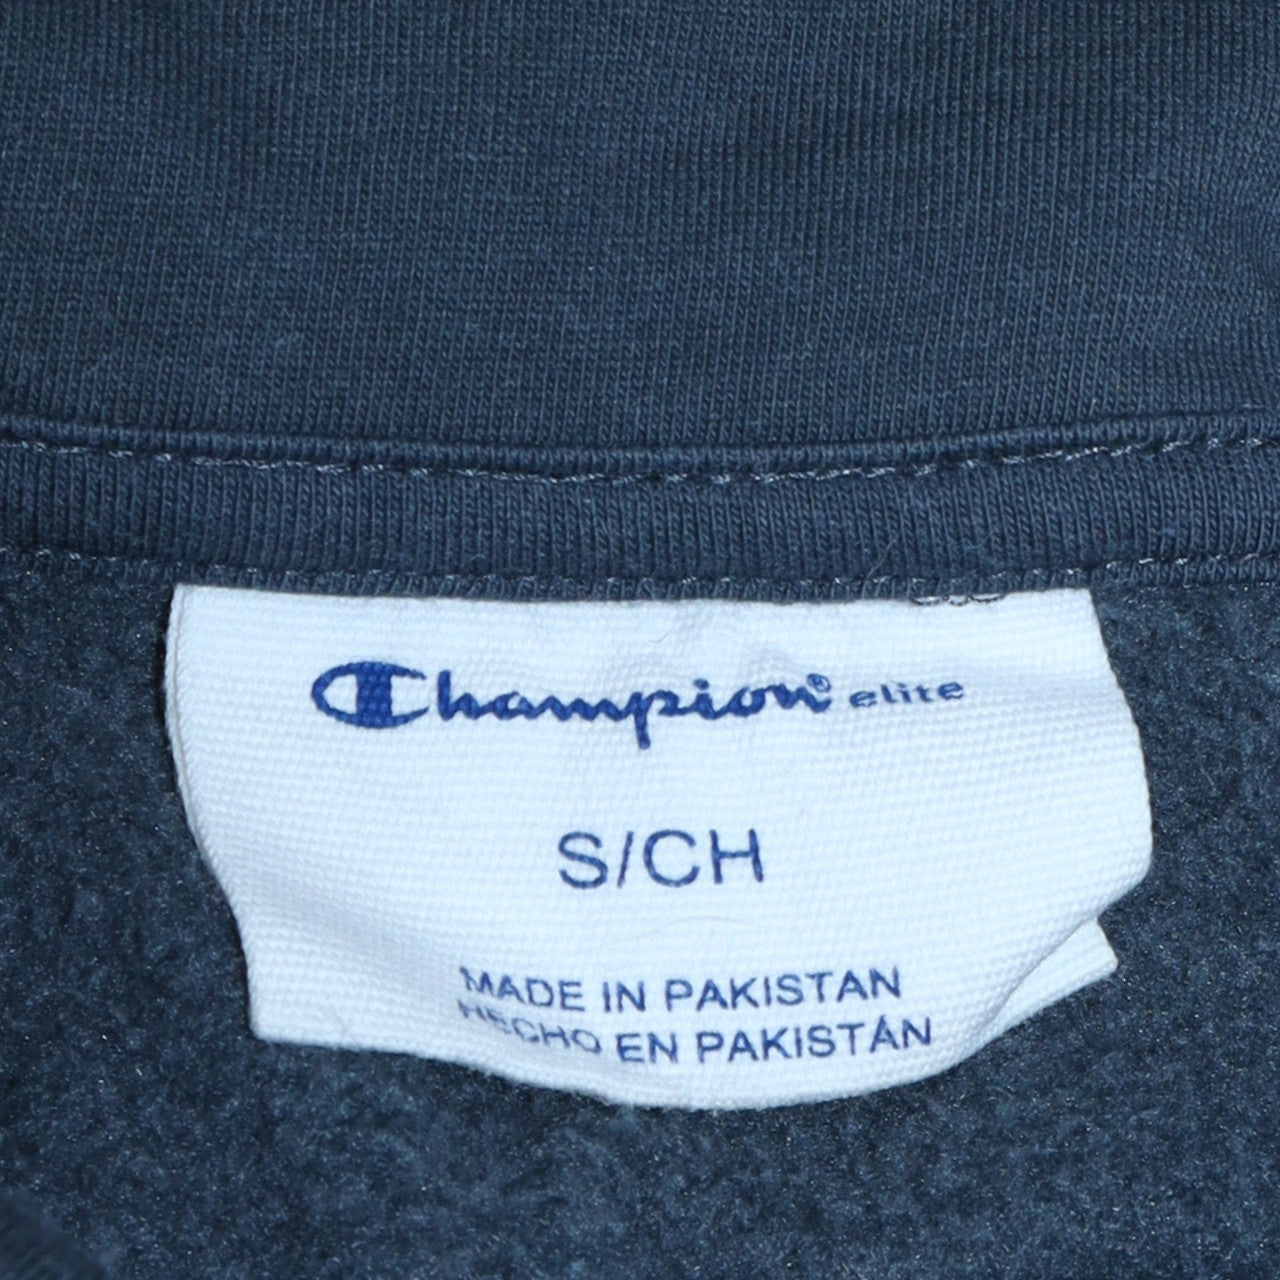 Champion® elite
S/CH
MADE IN PAKISTAN
HECHO EN PAKISTÁN